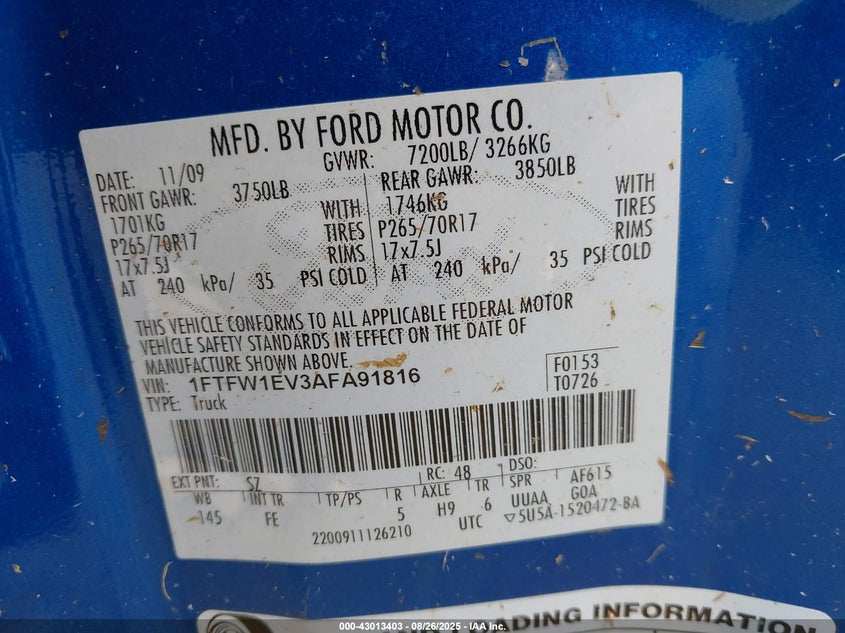 MFD. BY FORD MOTOR CO.
DATE: 11/09 GVWR: 7200LB/ 3266KG
FRONT GAWR: 3750LB REAR GAWR: 3850LB
1701KG WITH 1746KG WITH
P265/70R17 TIRES P265/70R17 TIRES
17x7.5J RIMS 17x7.5J RIMS
AT 240 kPa/ 35 PSI COLD AT 240 kPa/ 35 PSI COLD
THIS VEHICLE CONFORMS TO ALL APPLICABLE FEDERAL MOTOR
VEHICLE SAFETY STANDARDS IN EFFECT ON THE DATE OF
MANUFACTURE SHOWN ABOVE.
VIN: 1FTFW1EV3AFA91816 F0153
TYPE: Truck T0726
EXT PNT: SZ RC: 48 DSO:
WB INT TR TP/PS R AXLE TR SPR AF615
145 FE 5 H9 6 UUAA GOA
2200911126210 UTC ▽5U5A-1520472-BA
LOADING INFORMATION
000-43013403 - 08/26/2025 - IAA Inc.